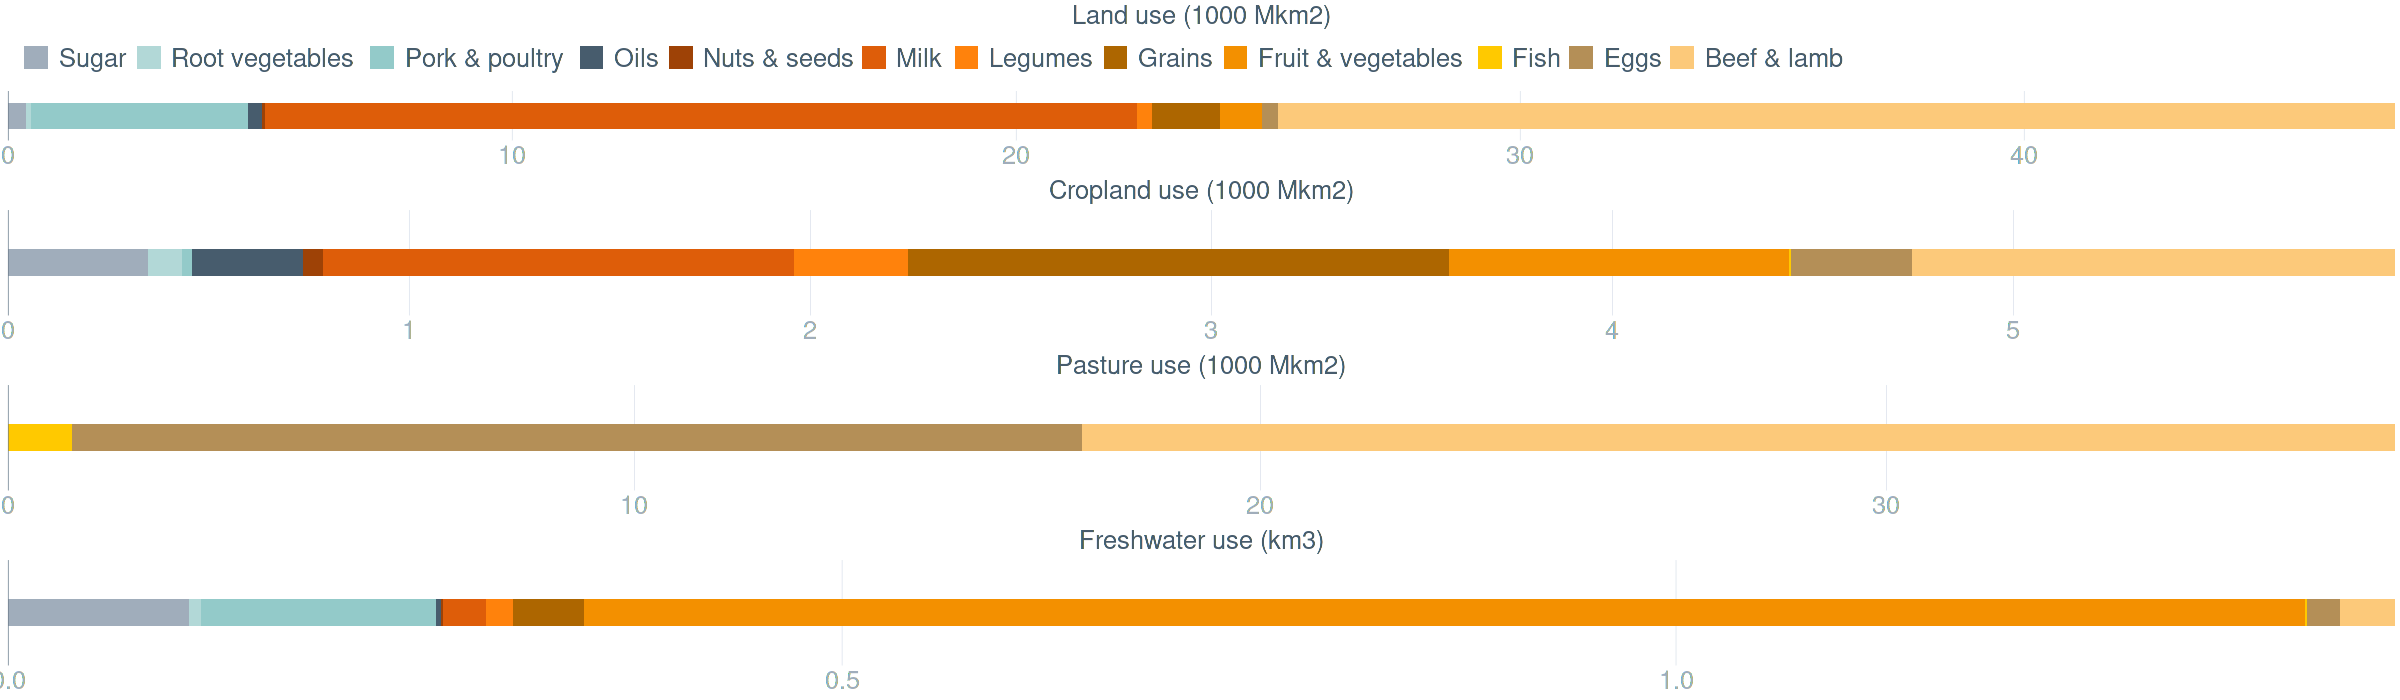 Land use (1000 Mkm2)
Sugar Root vegetables Pork & poultry Oils Nuts & seeds Milk Legumes Grains Fruit & vegetables Fish Eggs Beef & lamb
0 10 20 30 40
Cropland use (1000 Mkm2)
0 1 2 3 4 5
Pasture use (1000 Mkm2)
0 10 20 30
Freshwater use (km3)
0.0 0.5 1.0